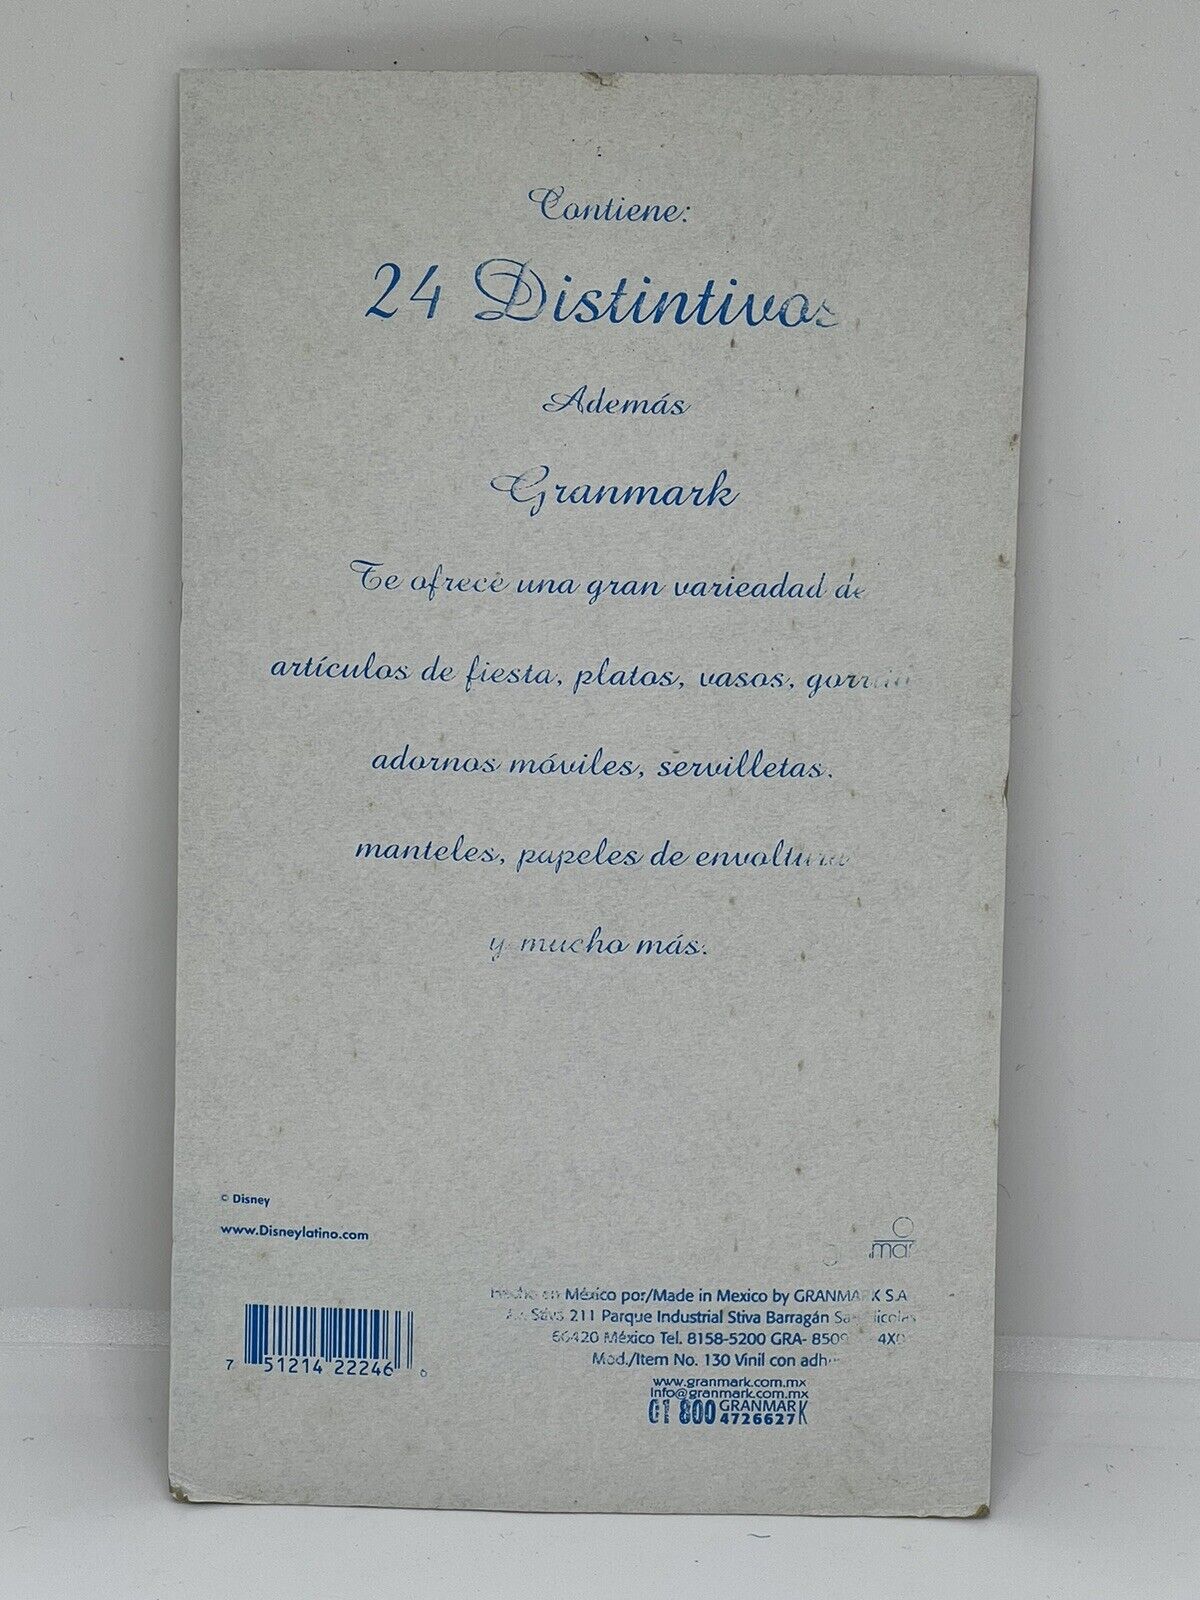 Contiene:
24 Distintivos
Además
Granmark
Te ofrece una gran varieadad de
artículos de fiesta, platos, vasos,
adornos móviles, servilletas.
manteles, papeles de envoltura
y mucho más.
© Disney
www.Disneylatino.com
Hecho en México por/Made in Mexico by GRANMARK S.A
211 Parque Industrial Stiva Barragán San Nicolas
66420 México Tel. 8158-5200 GRA-
Mod./Item No. 130 Vinil con
www.granmark.com.mx
Info@granmark.com.mx
01 800 GRANMARK
4726627
7 51214 22246 6